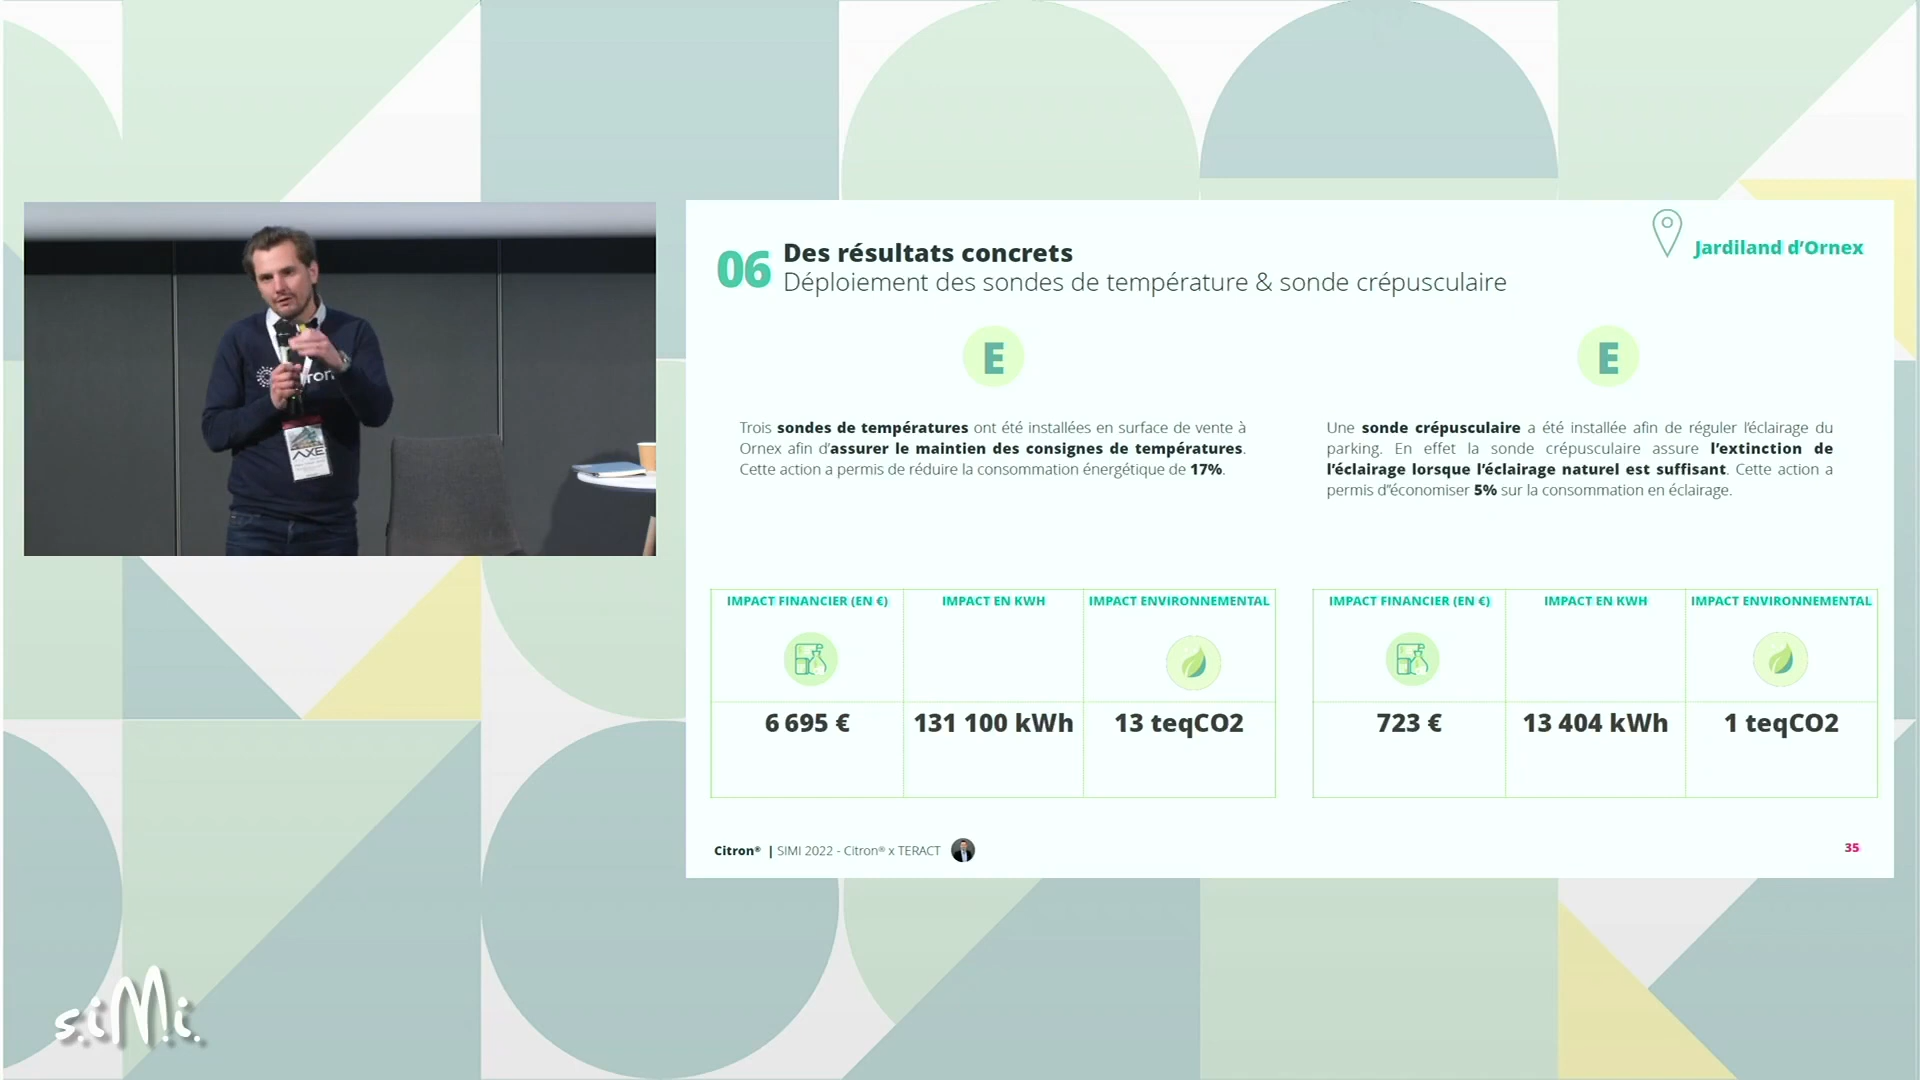 06
Des résultats concrets
Déploiement des sondes de température & sonde crépusculaire
Jardiland d’Ornex
E
Trois sondes de températures ont été installées en surface de vente à
Ornex afin d’assurer le maintien des consignes de températures.
Cette action a permis de réduire la consommation énergétique de 17%.
E
Une sonde crépusculaire a été installée afin de réguler l’éclairage du
parking. En effet la sonde crépusculaire assure l’extinction de
l’éclairage lorsque l’éclairage naturel est suffisant. Cette action a
permis d’’économiser 5% sur la consommation en éclairage.
IMPACT FINANCIER (EN €) IMPACT EN KWH IMPACT ENVIRONNEMENTAL
6 695 € 131 100 kWh 13 teqCO2
IMPACT FINANCIER (EN €) IMPACT EN KWH IMPACT ENVIRONNEMENTAL
723 € 13 404 kWh 1 teqCO2
Citron® | SIMI 2022 - Citron® x TERACT
35
AXE
s.iMi.